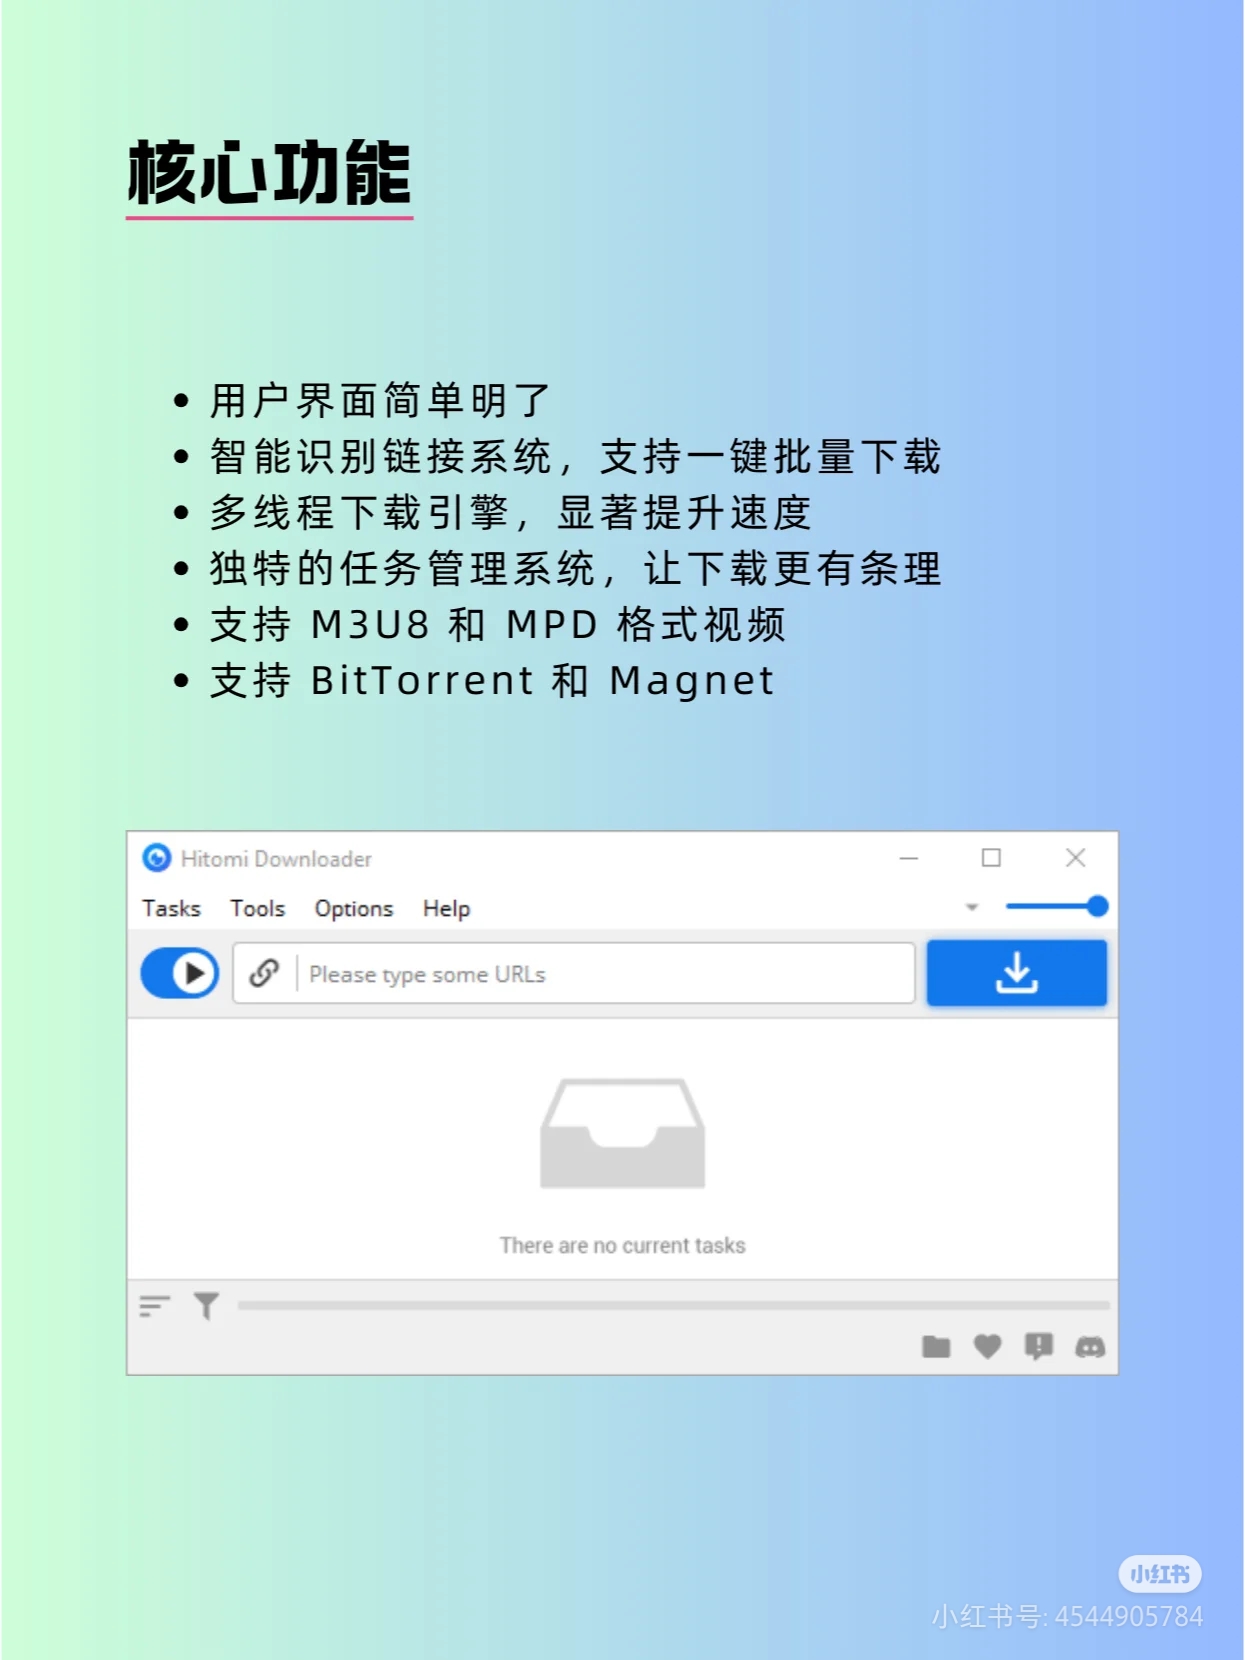 核心功能
用户界面简单明了
智能识别链接系统，支持一键批量下载
多线程下载引擎，显著提升速度
独特的任务管理系统，让下载更有条理
支持 M3U8 和 MPD 格式视频
支持 BitTorrent 和 Magnet
Hitomi Downloader
Tasks Options Tools Help
Please type some URLs
There are no current tasks
小红书
小红书号: 4544905784